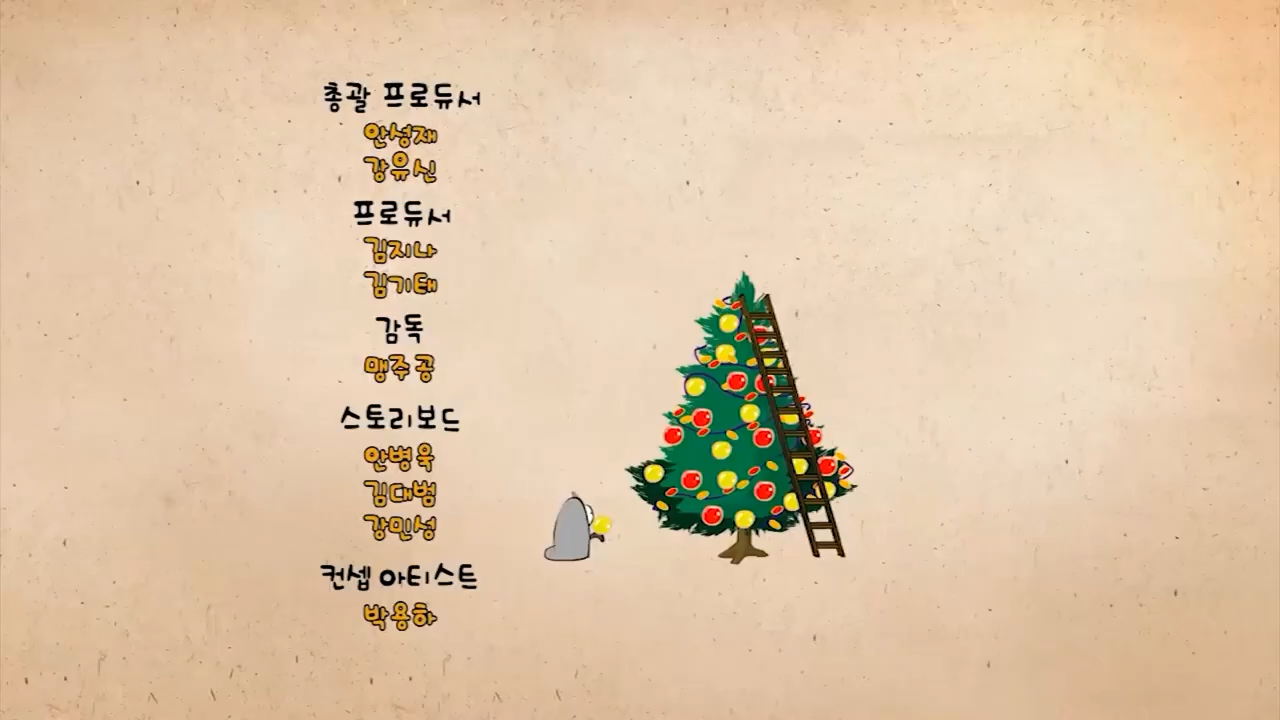 총괄 프로듀서
안성재
강유신
프로듀서
김지나
김기태
감독
맹주공
스토리보드
안병욱
김대범
강민성
컨셉 아티스트
박용하